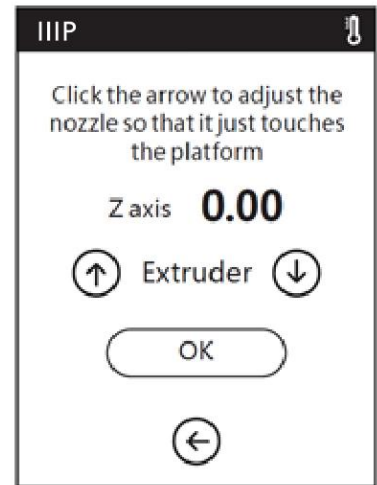 IIIP
Click the arrow to adjust the
nozzle so that it just touches
the platform
Z axis 0.00
Extruder
OK